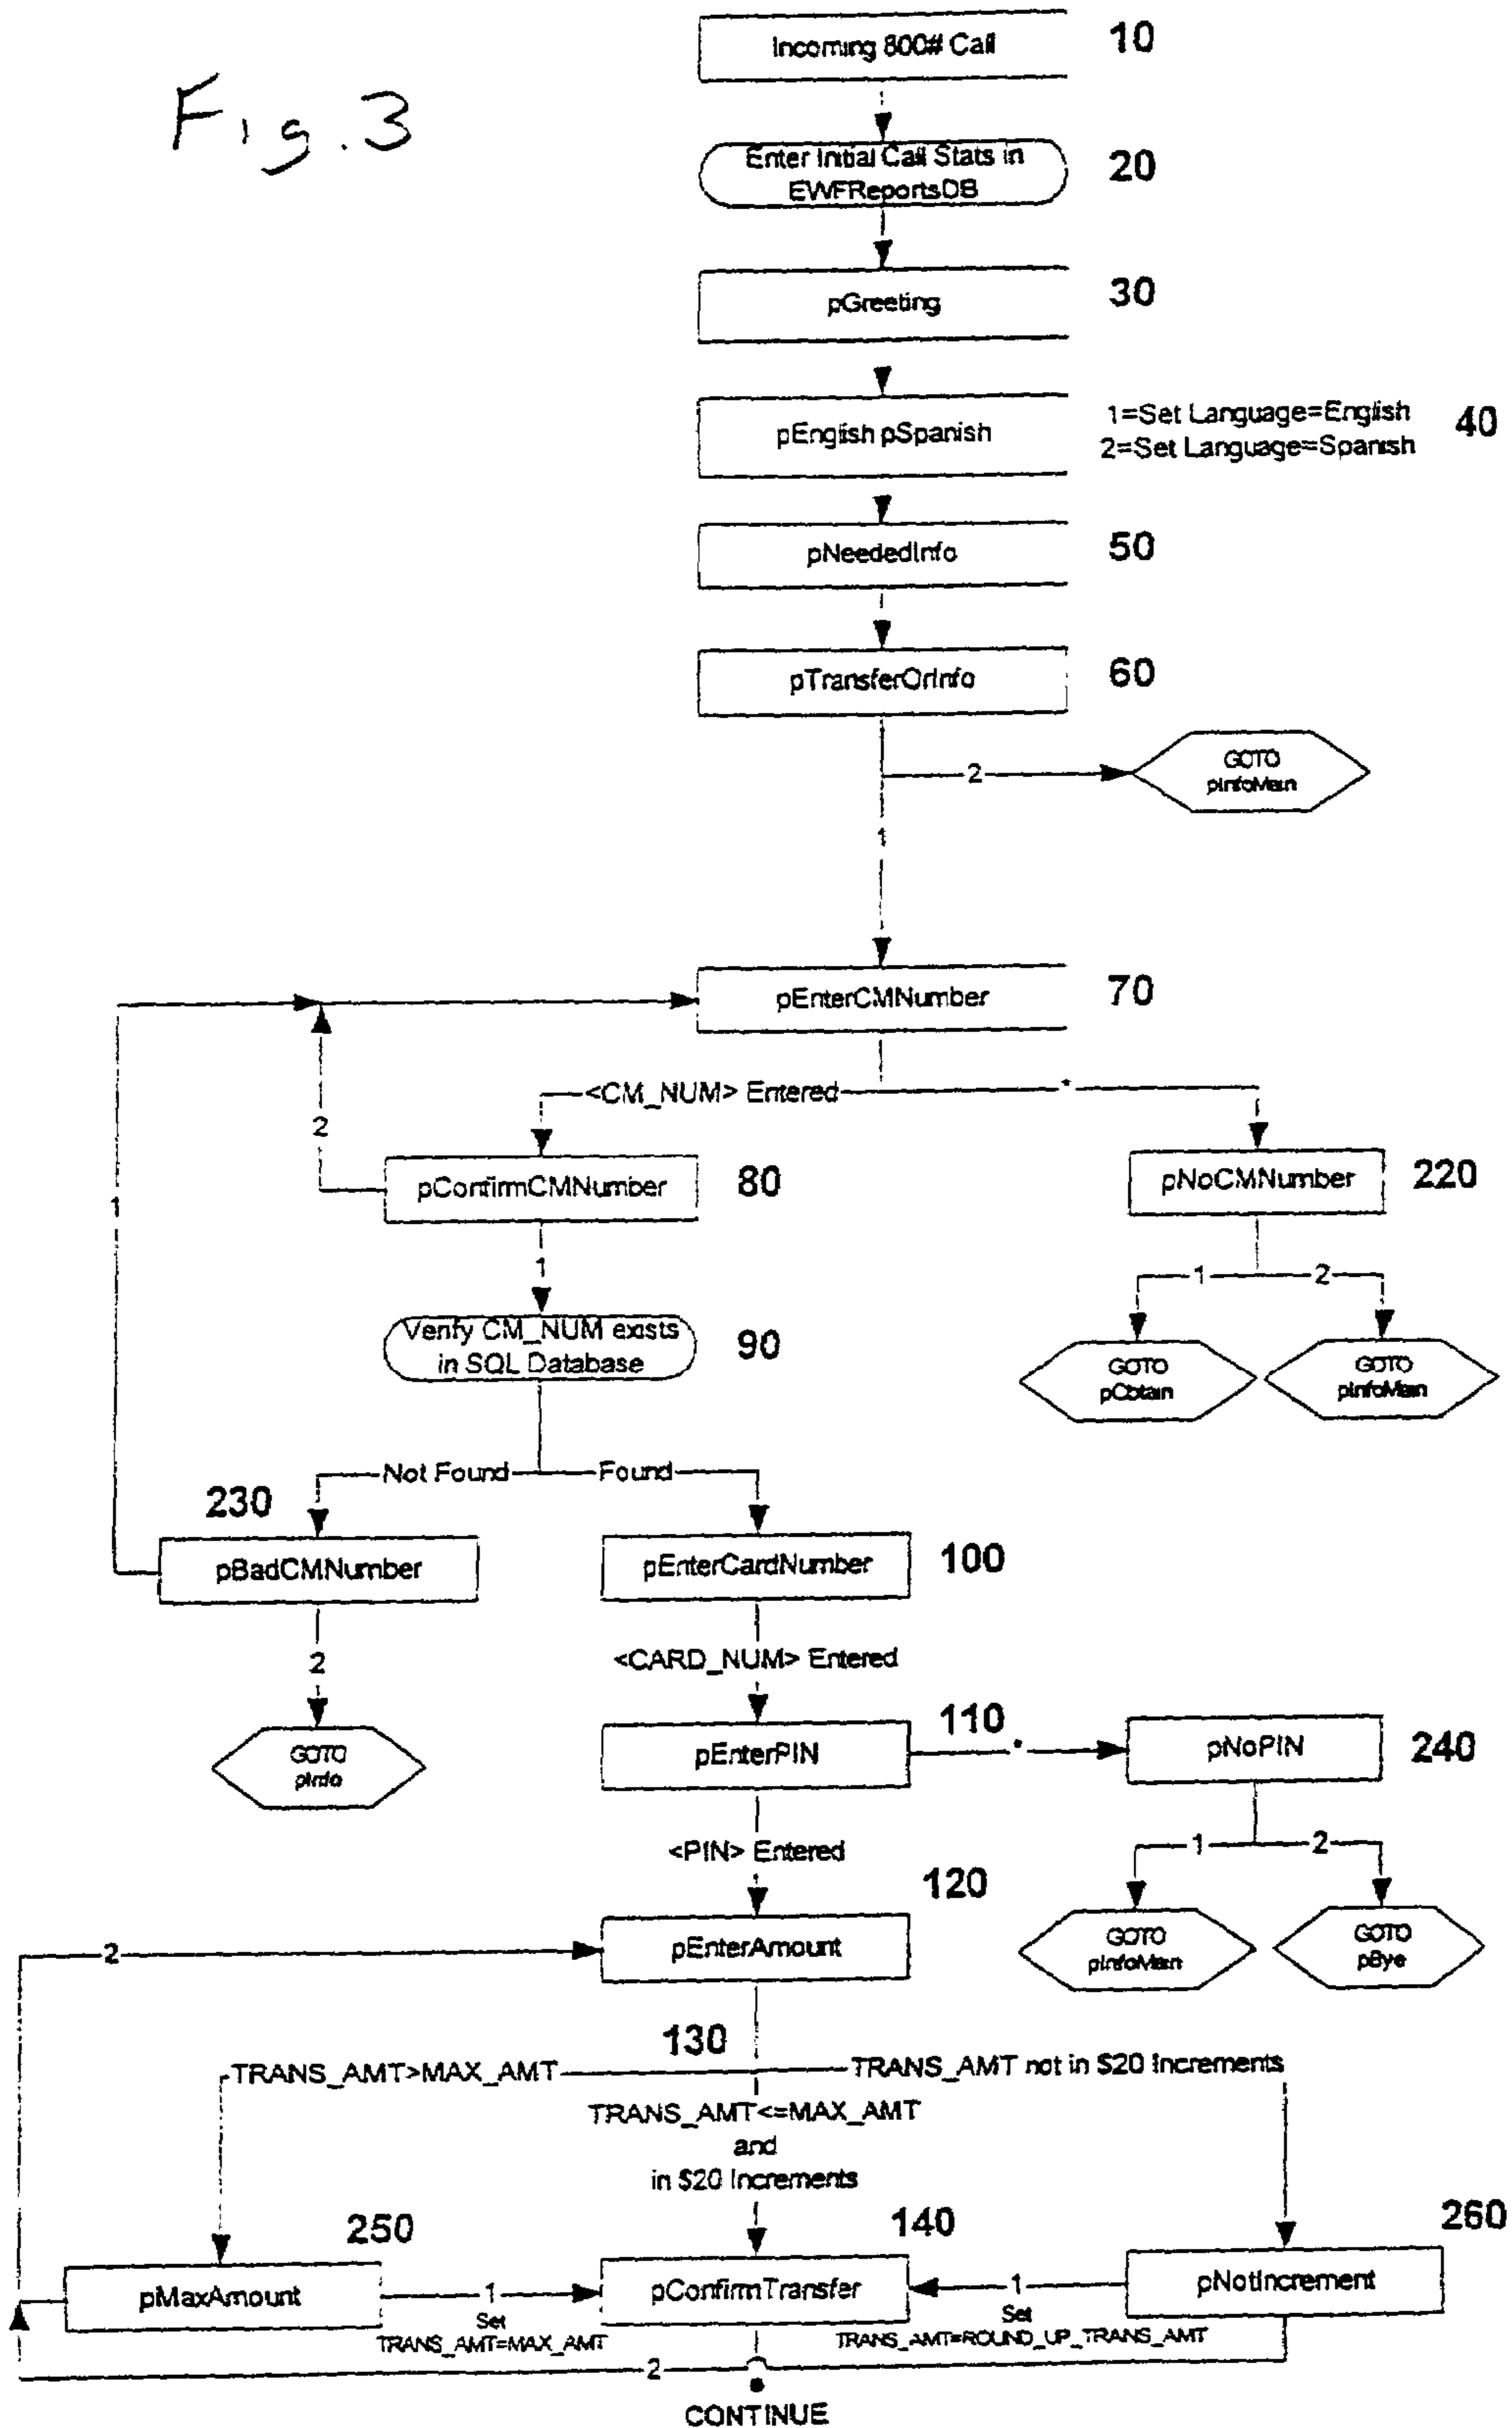 Fig. 3
Incoming 800# Call
10
Enter Initial Call Stats in
EWFReportsDB
20
pGreeting
30
pEnglish pSpanish
1=Set Language=English
2=Set Language=Spanish
40
pNeededInfo
50
pTransferOrInfo
60
2
GOTO
pInfoMain
1
pEnterCMNumber
70
<CM_NUM> Entered
*
2
pConfirmCMNumber
80
pNoCMNumber
220
1
1
1
2
Verify CM_NUM exists
in SQL Database
90
GOTO
pObtain
GOTO
pInfoMain
Not Found
Found
230
pBadCMNumber
pEnterCardNumber
100
2
<CARD_NUM> Entered
GOTO
pInfo
pEnterPIN
110
*
pNoPIN
240
<PIN> Entered
1
2
120
pEnterAmount
2
GOTO
pInfoMain
GOTO
pBye
130
TRANS_AMT>MAX_AMT
TRANS_AMT not in $20 Increments
TRANS_AMT<=MAX_AMT
and
in $20 Increments
250
140
260
pMaxAmount
1
Set
TRANS_AMT=MAX_AMT
pConfirmTransfer
1
Set
TRANS_AMT=ROUND_UP_TRANS_AMT
pNotIncrement
2
CONTINUE